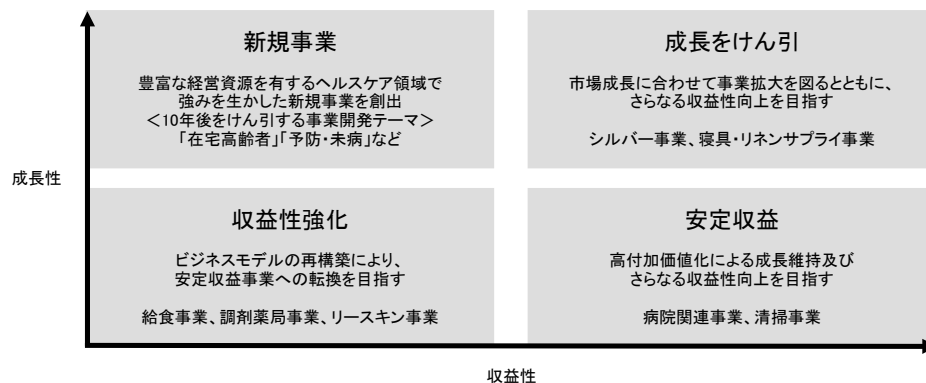 新規事業
豊富な経営資源を有するヘルスケア領域で
強みを生かした新規事業を創出
＜10年後をけん引する事業開発テーマ＞
「在宅高齢者」「予防・未病」など
成長をけん引
市場成長に合わせて事業拡大を図るとともに、
さらなる収益性向上を目指す
シルバー事業、寝具・リネンサプライ事業
成長性
収益性強化
ビジネスモデルの再構築により、
安定収益事業への転換を目指す
給食事業、調剤薬局事業、リースキン事業
安定収益
高付加価値化による成長維持及び
さらなる収益性向上を目指す
病院関連事業、清掃事業
収益性